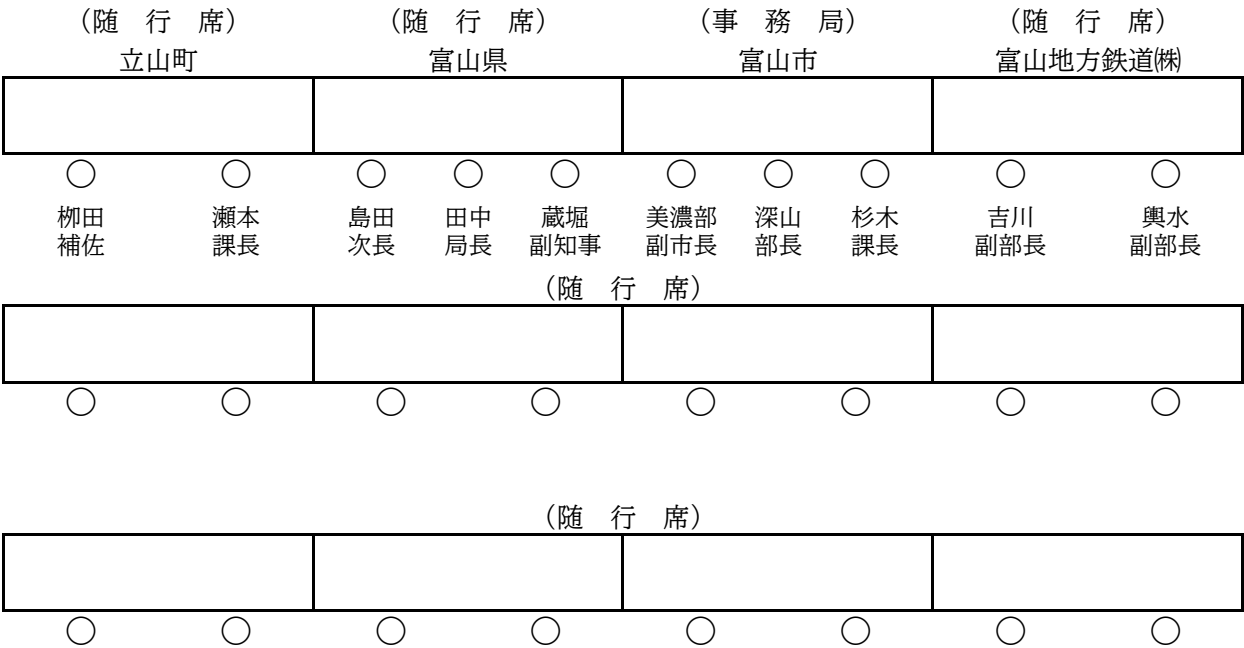 （随　行　席）　（随　行　席）　（事　務　局）　（随　行　席）
立山町　富山県　富山市　富山地方鉄道㈱
○　○　○　○　○　○　○　○　○　○
栁田　瀬本　島田　田中　蔵堀　美濃部　深山　杉木　吉川　輿水
補佐　課長　次長　局長　副知事　副市長　部長　課長　副部長　副部長
（随　行　席）
○　○　○　○　○　○　○　○
（随　行　席）
○　○　○　○　○　○　○　○